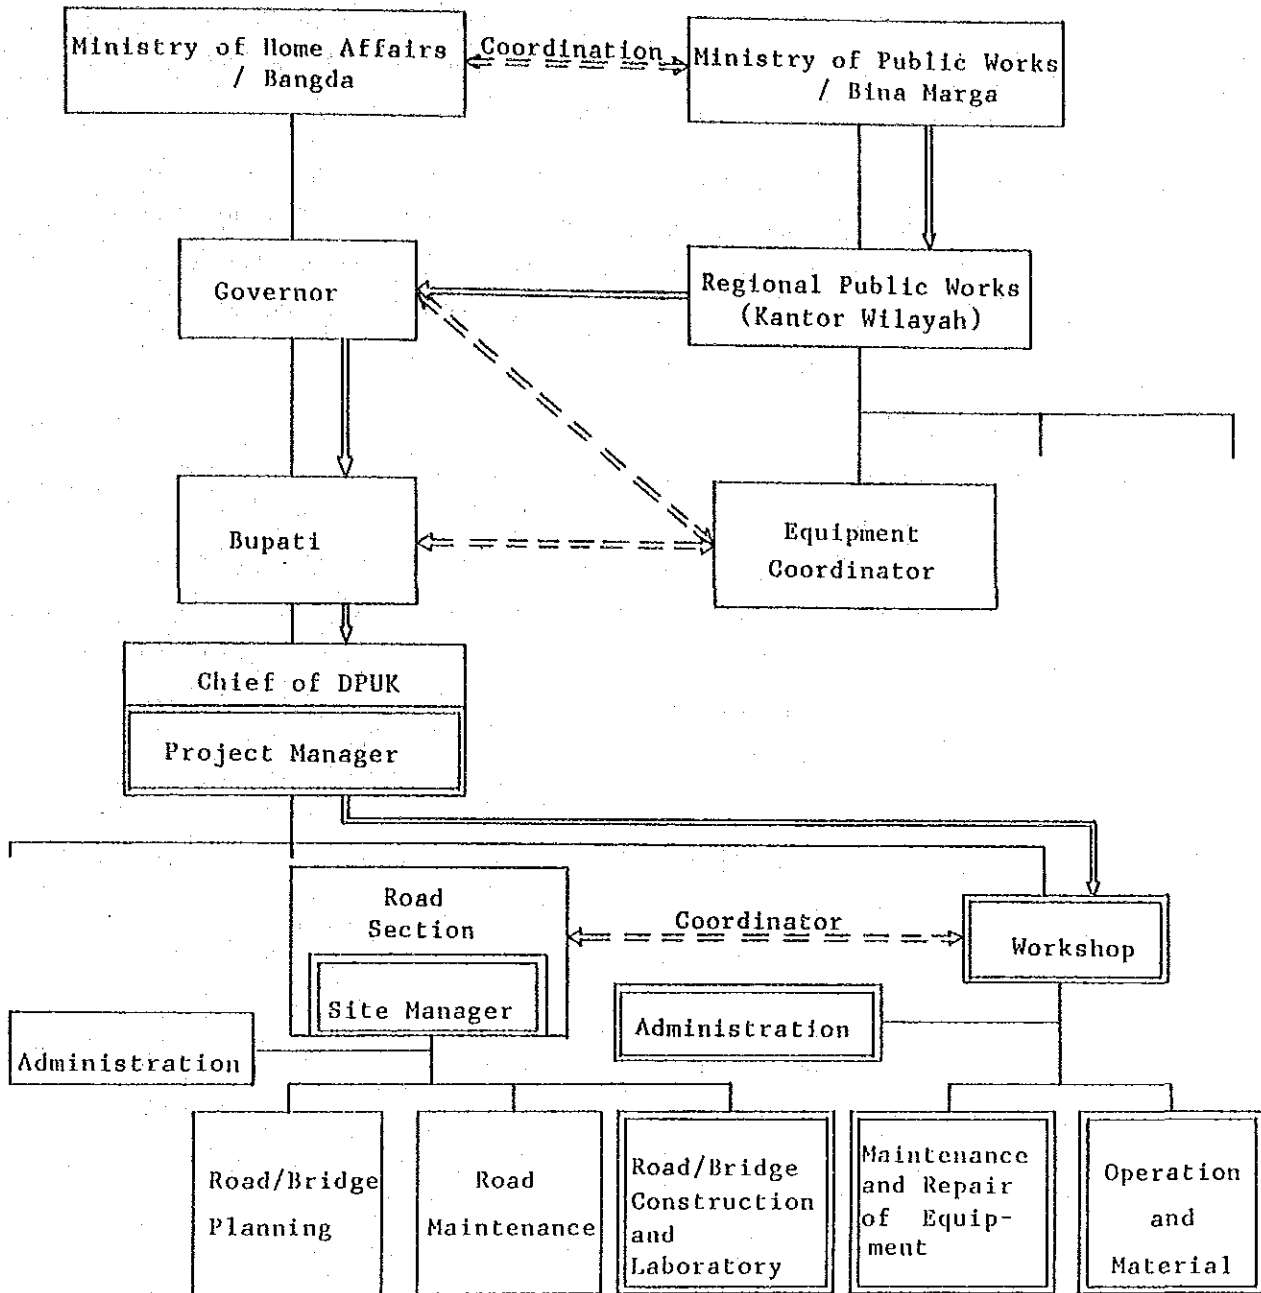 Ministry of Home Affairs
/ Bangda
Coordination
Ministry of Public Works
/ Bina Marga
Governor
Regional Public Works
(Kantor Wilayah)
Bupati
Equipment
Coordinator
Chief of DPUK
Project Manager
Road
Section
Site Manager
Coordinator
Workshop
Administration
Administration
Road/Bridge
Planning
Road
Maintenance
Road/Bridge
Construction
and
Laboratory
Maintenance
and Repair
of Equip-
ment
Operation
and
Material